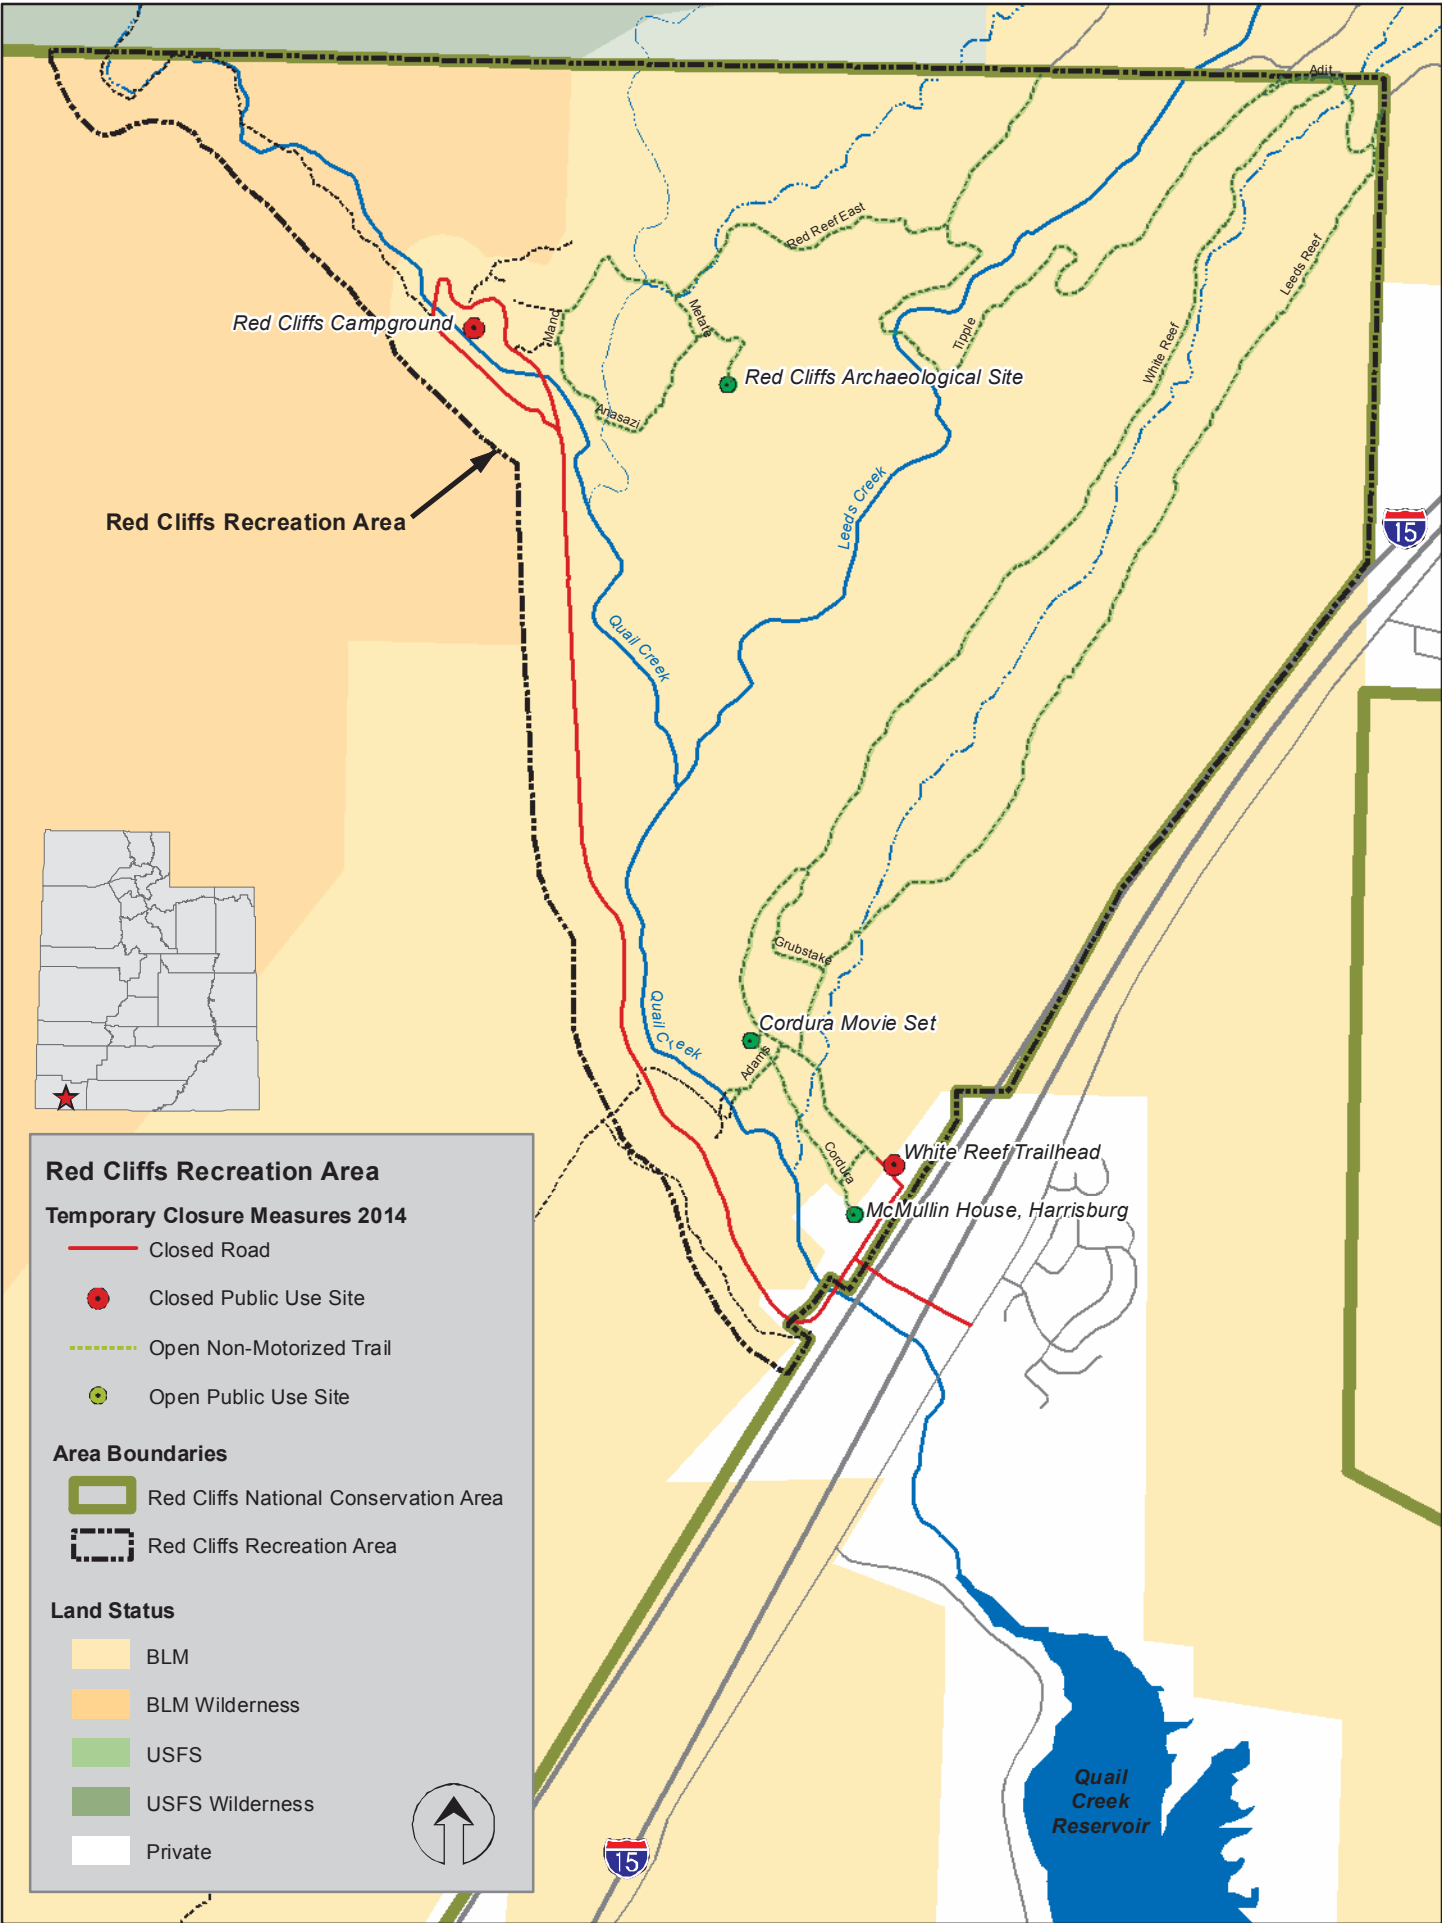 Adit
Red Reef East
Leeds Reef
Metate
Mano
Tipple
White Reef
Red Cliffs Campground
Red Cliffs Archaeological Site
Anasazi
Leeds Creek
Red Cliffs Recreation Area
15
Quail Creek
Grubstake
Quail Creek
Cordura Movie Set
Adams
Cordura
White Reef Trailhead
McMullin House, Harrisburg
Red Cliffs Recreation Area
Temporary Closure Measures 2014
Closed Road
Closed Public Use Site
Open Non-Motorized Trail
Open Public Use Site
Area Boundaries
Red Cliffs National Conservation Area
Red Cliffs Recreation Area
Land Status
BLM
BLM Wilderness
USFS
USFS Wilderness
Private
15
Quail
Creek
Reservoir